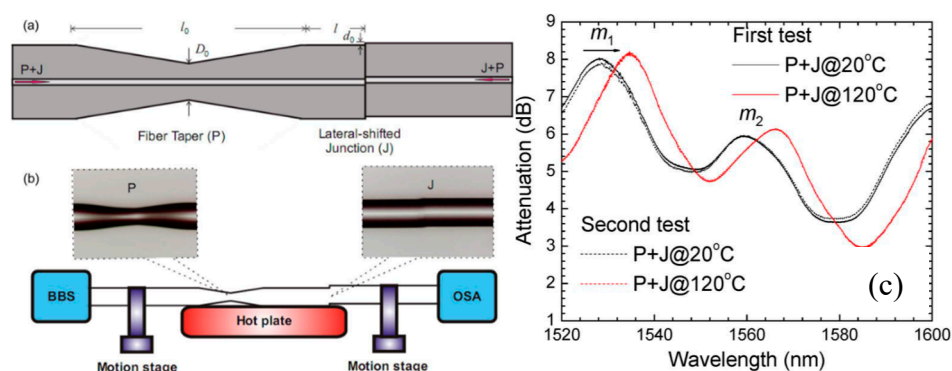 (a)
l₀
l
d₀
D₀
P+J
J+P
Fiber Taper (P)
Lateral-shifted
Junction (J)
(b)
P
J
BBS
OSA
Hot plate
Motion stage
Motion stage
Attenuation (dB)
9
8
7
6
5
4
3
2
1
1520
1540
1560
1580
1600
Wavelength (nm)
m₁
m₂
First test
P+J@20°C
P+J@120°C
Second test
P+J@20°C
P+J@120°C
(c)